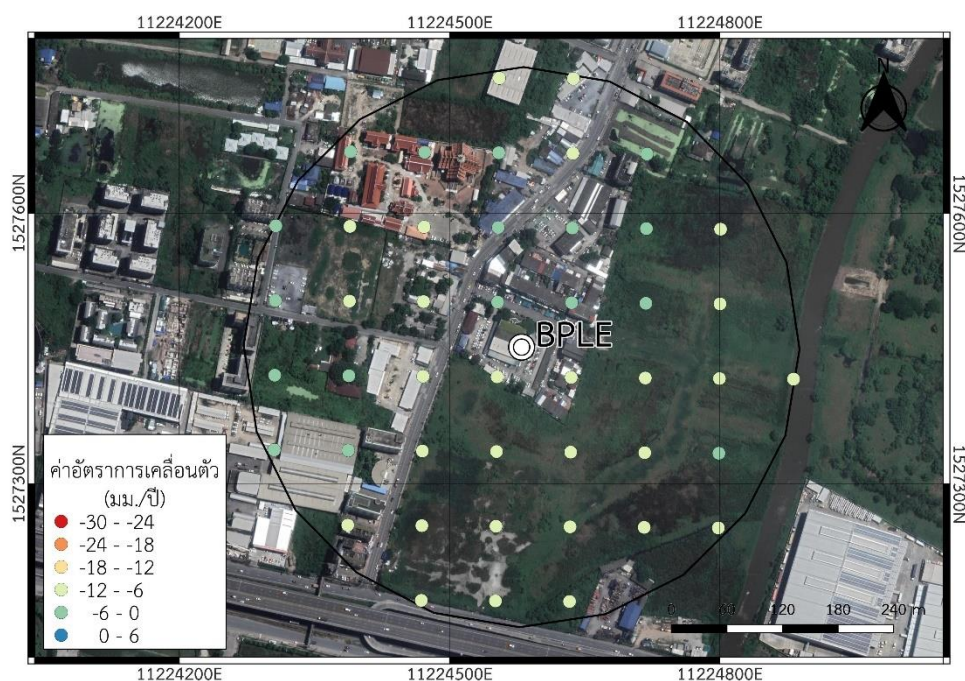 11224200E 11224500E 11224800E
N
1527600N 1527600N
BPLE
1527300N 1527300N
ค่าอัตราการเคลื่อนตัว
(มม./ปี)
-30 - -24
-24 - -18
-18 - -12
-12 - -6
-6 - 0
0 - 6
0 60 120 180 240 m
11224200E 11224500E 11224800E